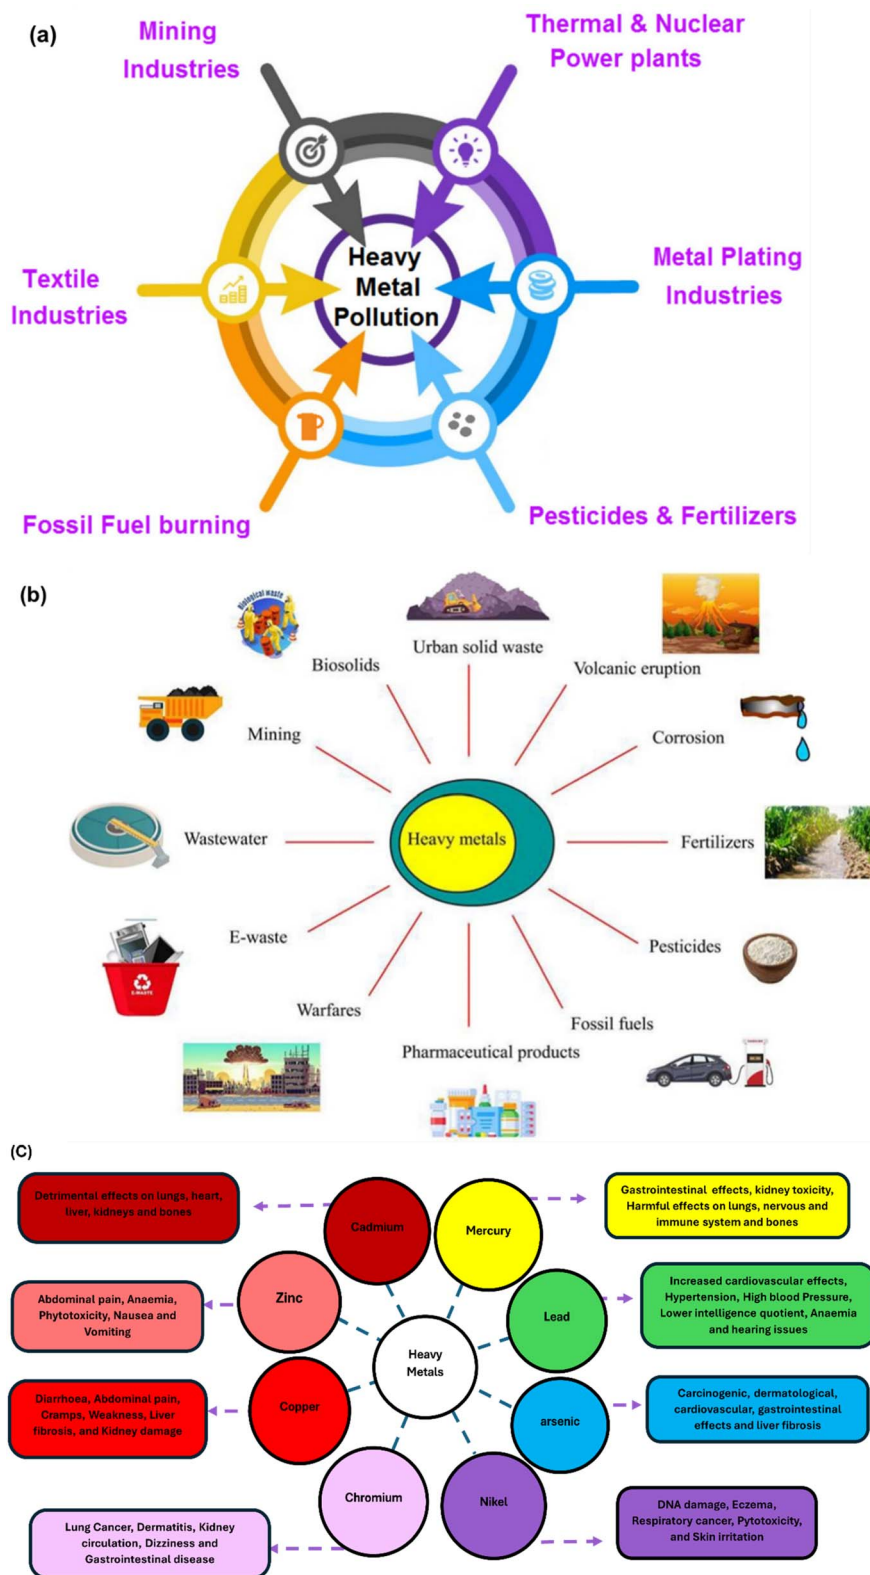 (a)
Mining
Industries
Thermal & Nuclear
Power plants
Textile
Industries
Heavy
Metal
Pollution
Metal Plating
Industries
Fossil Fuel burning
Pesticides & Fertilizers
(b)
Biological waste
Biosolids
Urban solid waste
Volcanic eruption
Mining
Corrosion
Wastewater
Heavy metals
Fertilizers
E-waste
E-WASTE
Pesticides
Warfares
Fossil fuels
Pharmaceutical products
(C)
Detrimental effects on lungs, heart,
liver, kidneys and bones
Cadmium
Mercury
Gastrointestinal effects, kidney toxicity,
Harmful effects on lungs, nervous and
immune system and bones
Abdominal pain, Anaemia,
Phytotoxicity, Nausea and
Vomiting
Zinc
Lead
Increased cardiovascular effects,
Hypertension, High blood Pressure,
Lower intelligence quotient, Anaemia
and hearing issues
Heavy
Metals
Diarrhoea, Abdominal pain,
Cramps, Weakness, Liver
fibrosis, and Kidney damage
Copper
arsenic
Carcinogenic, dermatological,
cardiovascular, gastrointestinal
effects and liver fibrosis
Lung Cancer, Dermatitis, Kidney
circulation, Dizziness and
Gastrointestinal disease
Chromium
Nikel
DNA damage, Eczema,
Respiratory cancer, Pytotoxicity,
and Skin irritation